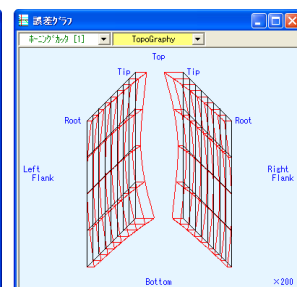 誤差グラフ
ホーニングカック [1] TopoGraphy
Top
Tip Tip
Root Root
Left Right
Flank Flank
Bottom ×200